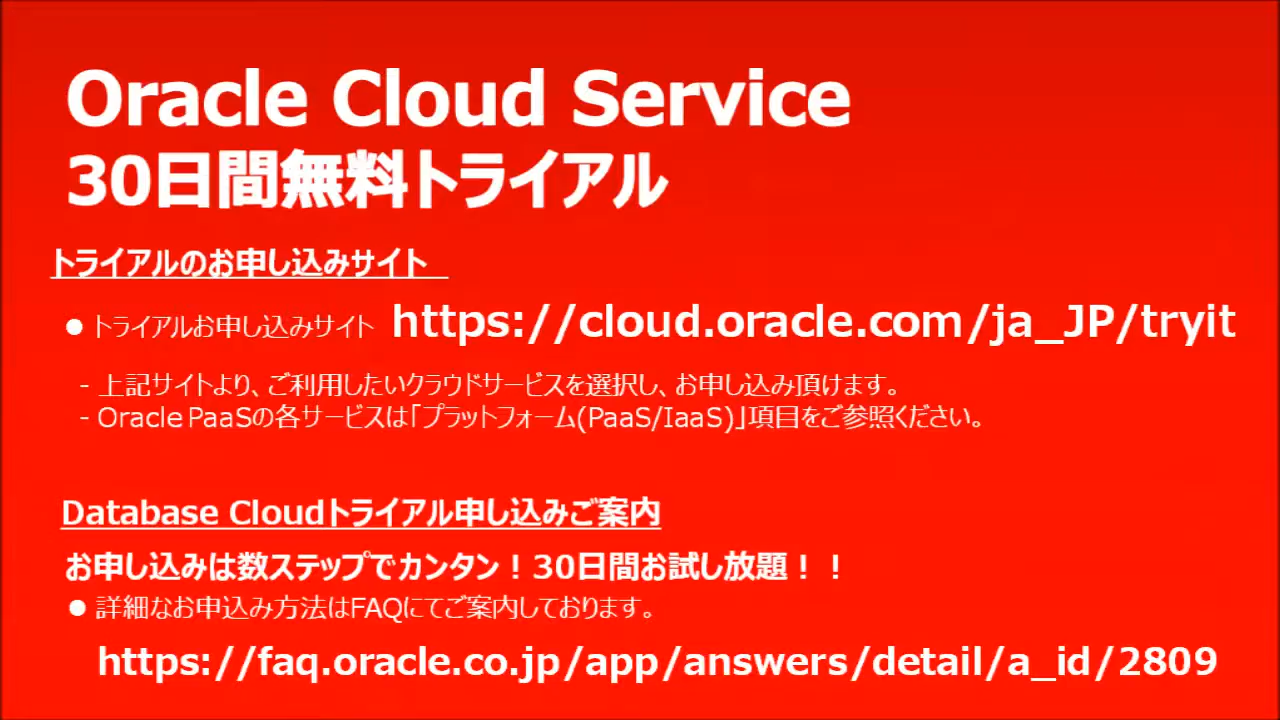 Oracle Cloud Service
30日間無料トライアル
トライアルのお申し込みサイト
● トライアルお申し込みサイト https://cloud.oracle.com/ja_JP/tryit
- 上記サイトより、ご利用したいクラウドサービスを選択し、お申し込み頂けます。
- Oracle PaaSの各サービスは「プラットフォーム(PaaS/IaaS)」項目をご参照ください。
Database Cloudトライアル申し込みご案内
お申し込みは数ステップでカンタン！30日間お試し放題！！
● 詳細なお申込み方法はFAQにてご案内しております。
https://faq.oracle.co.jp/app/answers/detail/a_id/2809